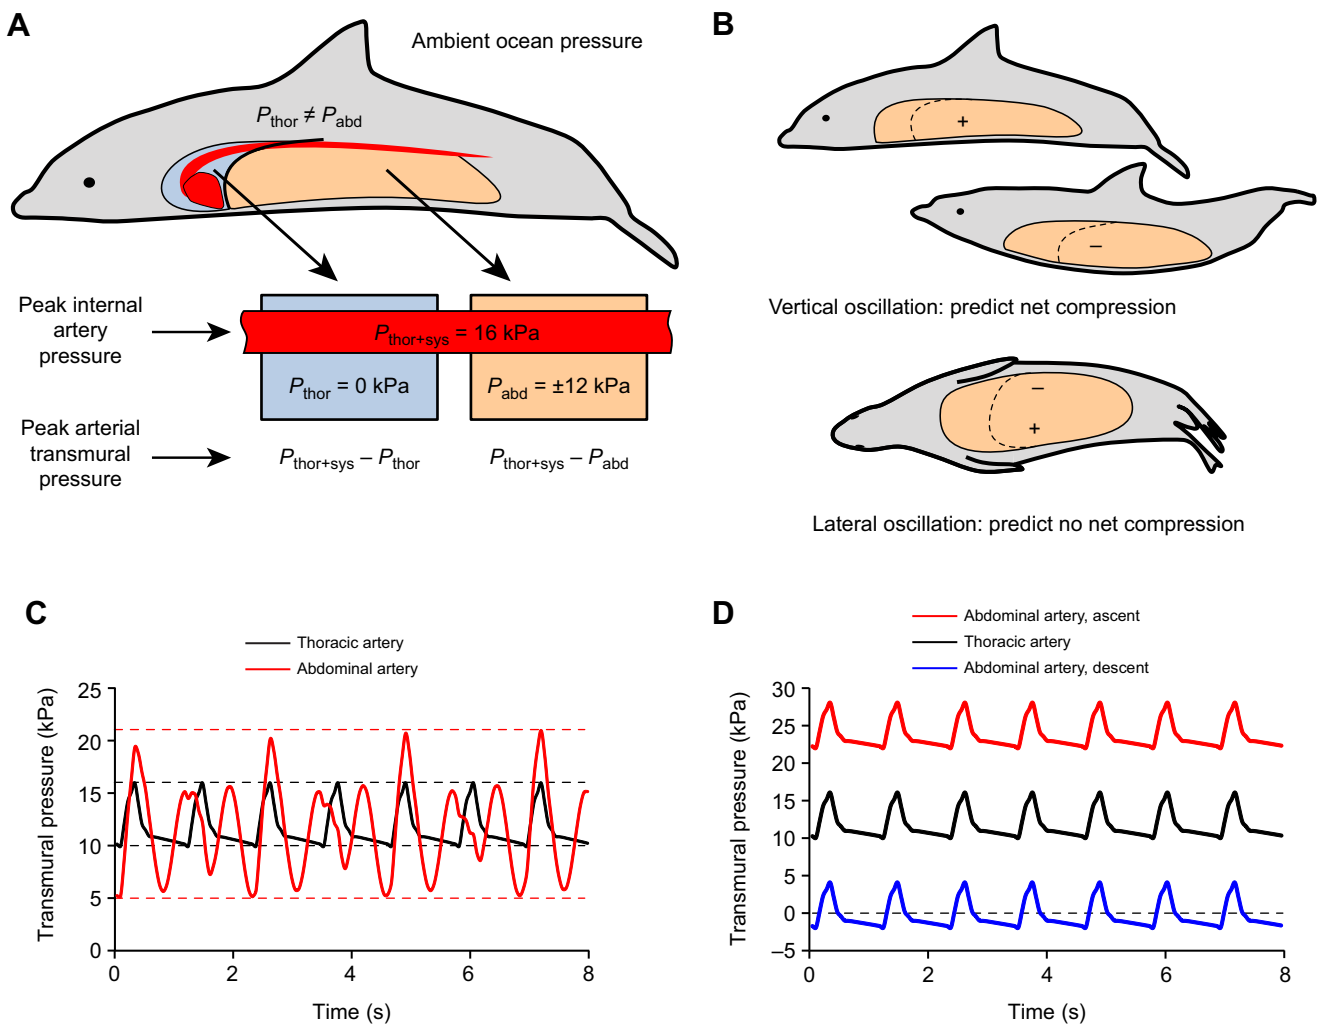 A
Ambient ocean pressure
Pthor ≠ Pabd
Peak internal
artery
pressure
Pthor+sys = 16 kPa
Pthor = 0 kPa
Pabd = ±12 kPa
Peak arterial
transmural
pressure
Pthor+sys – Pthor
Pthor+sys – Pabd
B
+
–
Vertical oscillation: predict net compression
–
+
Lateral oscillation: predict no net compression
C
Thoracic artery
Abdominal artery
Transmural pressure (kPa)
25
20
15
10
5
0
0 2 4 6 8
Time (s)
D
Abdominal artery, ascent
Thoracic artery
Abdominal artery, descent
Transmural pressure (kPa)
30
25
20
15
10
5
0
–5
0 2 4 6 8
Time (s)